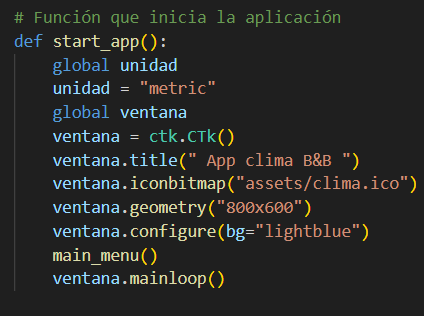 # Función que inicia la aplicación
def start_app():
    global unidad
    unidad = "metric"
    global ventana
    ventana = ctk.CTk()
    ventana.title(" App clima B&B ")
    ventana.iconbitmap("assets/clima.ico")
    ventana.geometry("800x600")
    ventana.configure(bg="lightblue")
    main_menu()
    ventana.mainloop()